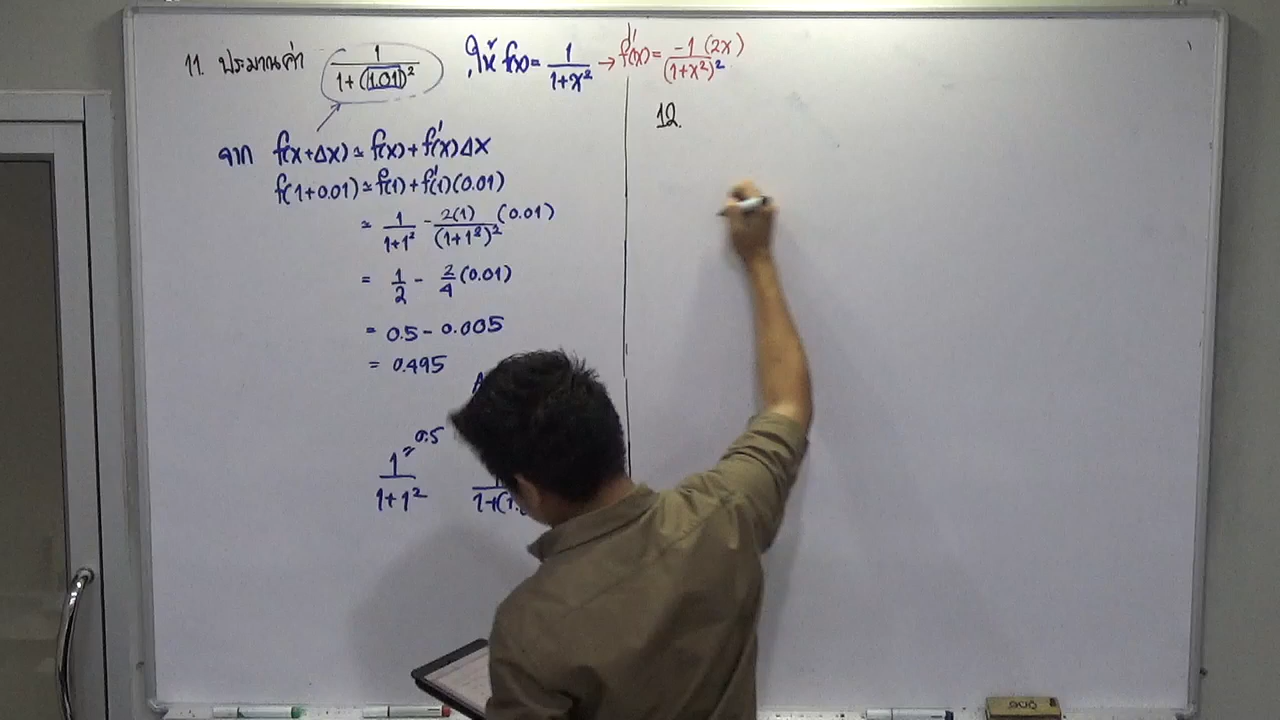 11. ประมาณค่า 1/(1+(1.01)²) ให้ f(x) = 1/(1+x²) → f'(x) = -1(2x)/(1+x²)²
จาก f(x+Δx) ≃ f(x) + f'(x)Δx
f(1+0.01) ≃ f(1) + f'(1)(0.01)
≃ 1/(1+1²) - 2(1)/(1+1²)² (0.01)
= 1/2 - 2/4 (0.01)
= 0.5 - 0.005
= 0.495
1/(1+1²) = 0.5
12.